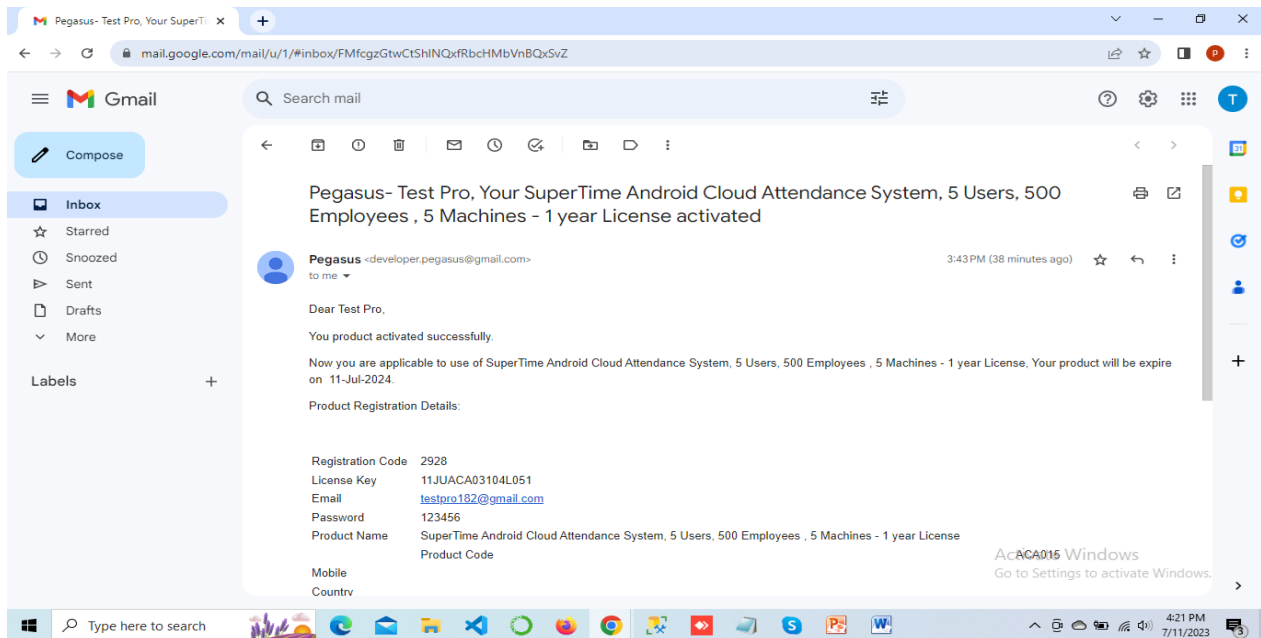 Pegasus- Test Pro, Your SuperTi
mail.google.com/mail/u/1/#inbox/FMfcgzGtwCtShlNQxfRbcHMbVnBQxSvZ
P
Gmail
Search mail
T
Compose
31
Inbox
Starred
Snoozed
Sent
Drafts
More
Labels
Pegasus- Test Pro, Your SuperTime Android Cloud Attendance System, 5 Users, 500
Employees , 5 Machines - 1 year License activated
Pegasus <developer.pegasus@gmail.com>
3:43 PM (38 minutes ago)
to me
Dear Test Pro,
You product activated successfully.
Now you are applicable to use of SuperTime Android Cloud Attendance System, 5 Users, 500 Employees , 5 Machines - 1 year License, Your product will be expire
on 11-Jul-2024.
Product Registration Details:
Registration Code 2928
License Key 11JUACA03104L051
Email testpro182@gmail.com
Password 123456
Product Name SuperTime Android Cloud Attendance System, 5 Users, 500 Employees , 5 Machines - 1 year License
Product Code ACA015
Mobile
Country
Activate Windows
Go to Settings to activate Windows.
Type here to search
4:21 PM
7/11/2023
3